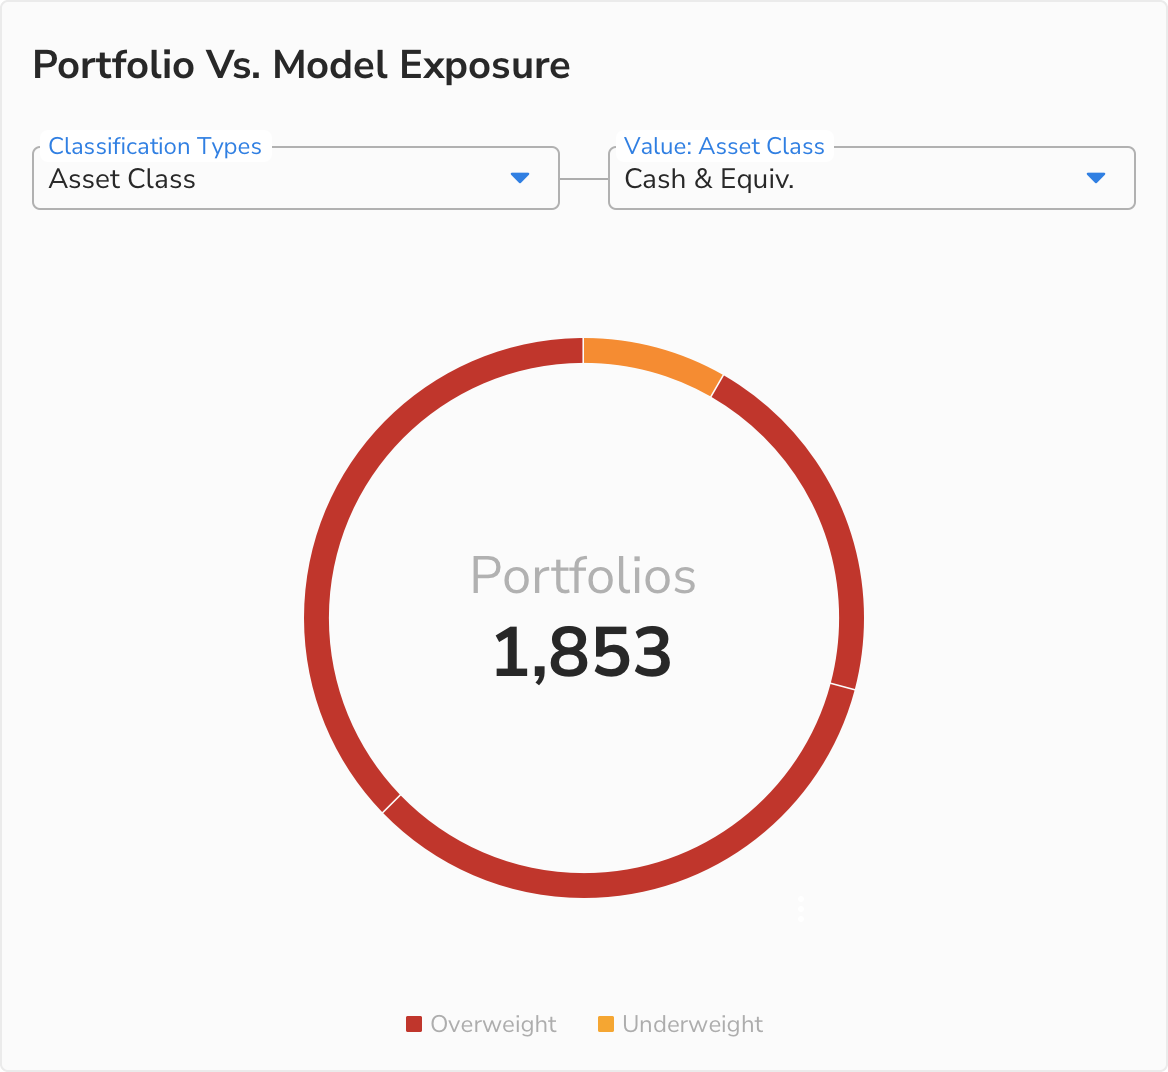 Portfolio Vs. Model Exposure
Classification Types
Asset Class
Value: Asset Class
Cash & Equiv.
Portfolios
1,853
Overweight
Underweight